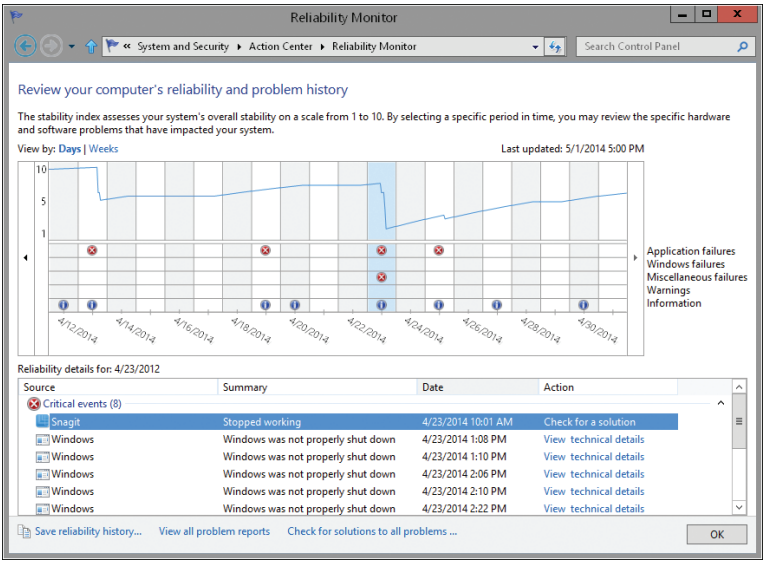 Reliability Monitor
« System and Security Action Center Reliability Monitor
Search Control Panel
Review your computer's reliability and problem history
The stability index assesses your system's overall stability on a scale from 1 to 10. By selecting a specific period in time, you may review the specific hardware
and software problems that have impacted your system.
View by: Days | Weeks
Last updated: 5/1/2014 5:00 PM
10
5
1
Application failures
Windows failures
Miscellaneous failures
Warnings
Information
4/12/2014 4/14/2014 4/16/2014 4/18/2014 4/20/2014 4/22/2014 4/24/2014 4/26/2014 4/28/2014 4/30/2014
Reliability details for: 4/23/2012
Source Summary Date Action
Critical events (8)
Snagit Stopped working 4/23/2014 10:01 AM Check for a solution
Windows Windows was not properly shut down 4/23/2014 1:08 PM View technical details
Windows Windows was not properly shut down 4/23/2014 1:10 PM View technical details
Windows Windows was not properly shut down 4/23/2014 2:06 PM View technical details
Windows Windows was not properly shut down 4/23/2014 2:10 PM View technical details
Windows Windows was not properly shut down 4/23/2014 2:22 PM View technical details
Save reliability history... View all problem reports Check for solutions to all problems ...
OK